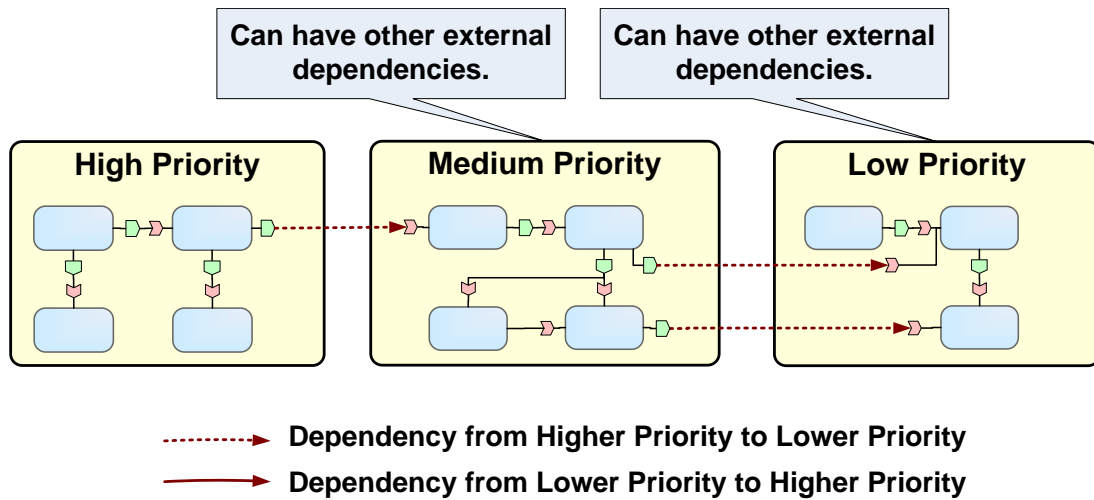 Can have other external
dependencies.
Can have other external
dependencies.
High Priority
Medium Priority
Low Priority
Dependency from Higher Priority to Lower Priority
Dependency from Lower Priority to Higher Priority